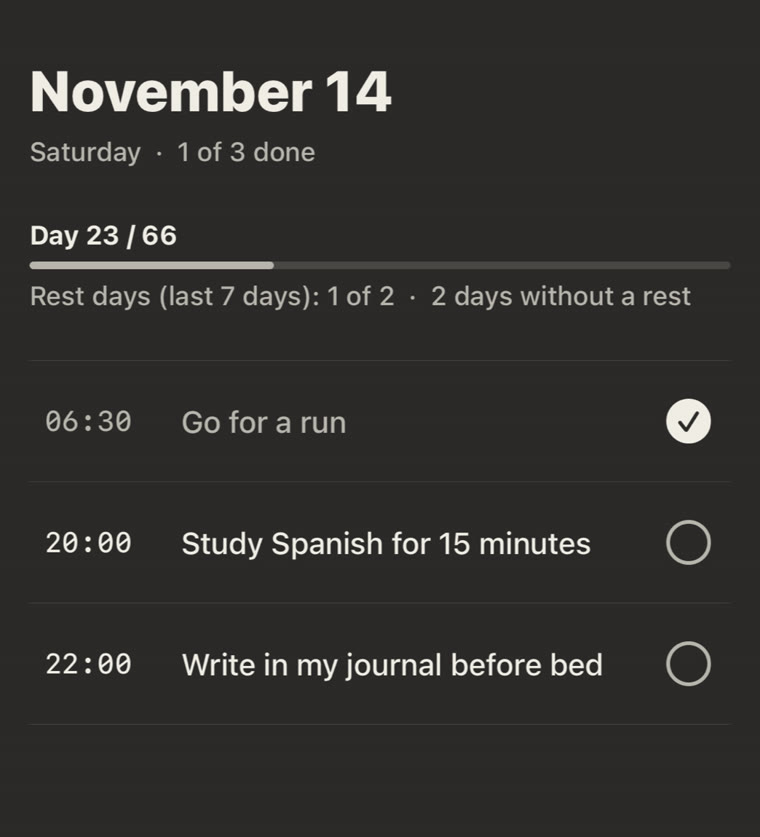 November 14
Saturday · 1 of 3 done
Day 23 / 66
Rest days (last 7 days): 1 of 2 · 2 days without a rest
06:30 Go for a run
20:00 Study Spanish for 15 minutes
22:00 Write in my journal before bed